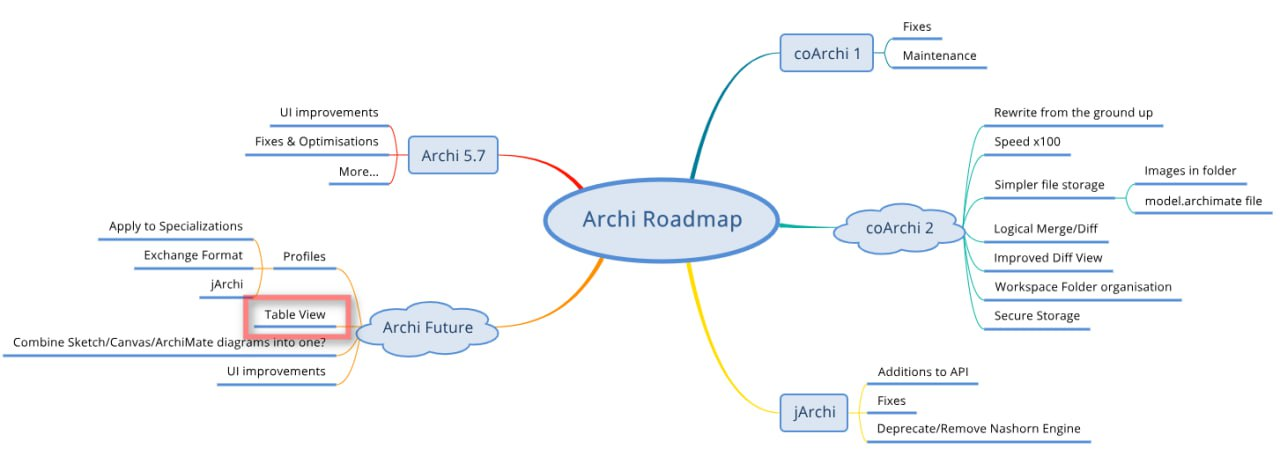 Archi Roadmap
coArchi 1
Fixes
Maintenance
coArchi 2
Rewrite from the ground up
Speed x100
Simpler file storage
Images in folder
model.archimate file
Logical Merge/Diff
Improved Diff View
Workspace Folder organisation
Secure Storage
jArchi
Additions to API
Fixes
Deprecate/Remove Nashorn Engine
Archi 5.7
UI improvements
Fixes & Optimisations
More...
Archi Future
Profiles
Apply to Specializations
Exchange Format
jArchi
Table View
Combine Sketch/Canvas/ArchiMate diagrams into one?
UI improvements